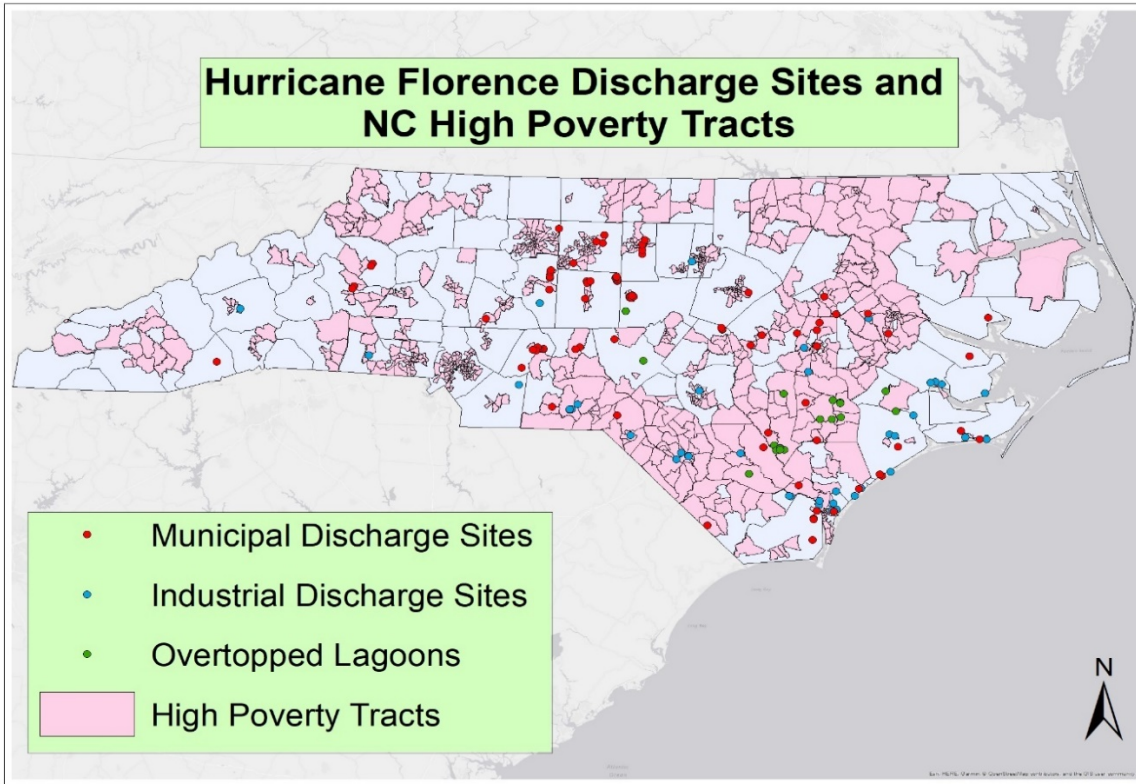 Hurricane Florence Discharge Sites and
NC High Poverty Tracts
Municipal Discharge Sites
Industrial Discharge Sites
Overtopped Lagoons
High Poverty Tracts
N